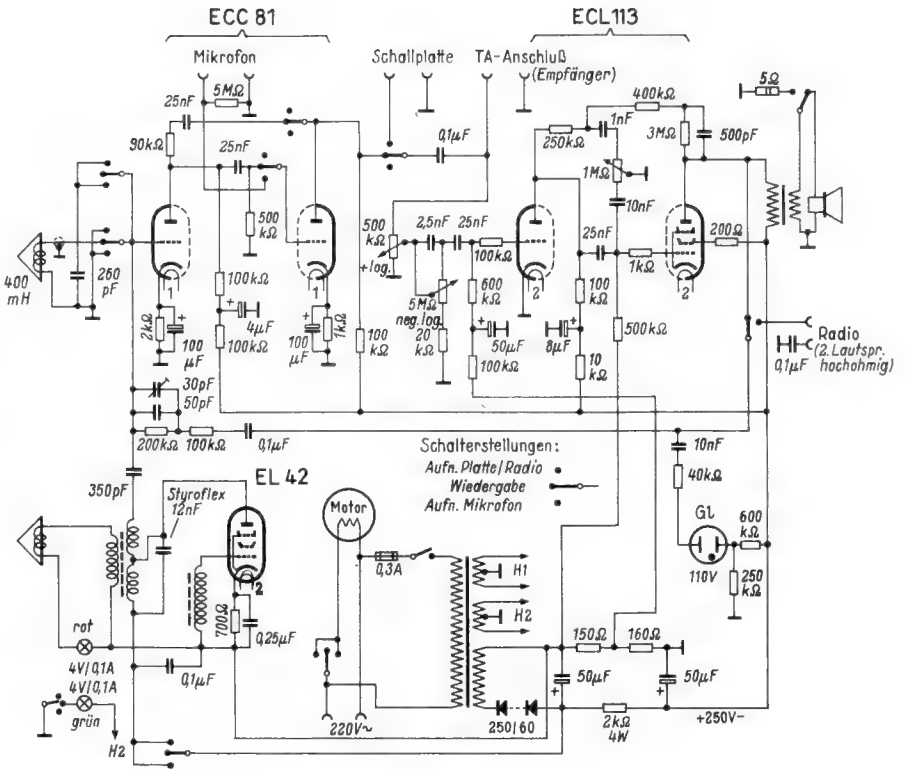 ECC 81
ECL113
Mikrofon
Schallplatte
TA-Anschluß
(Empfänger)
5MΩ
25nF
90kΩ
25nF
500
kΩ
0,1µF
250kΩ
1nF
400kΩ
3MΩ
500pF
5Ω
1MΩ
10nF
500
kΩ
+log.
2,5nF
25nF
100kΩ
25nF
1kΩ
200Ω
400
mH
260
pF
1
1
2
2
2kΩ
100
µF
100kΩ
4µF
100kΩ
100
µF
1kΩ
100
kΩ
5MΩ
neg.log.
20
kΩ
600
kΩ
50µF
100kΩ
8µF
100
kΩ
10
kΩ
500kΩ
Radio
(2. Lautspr.
hochohmig)
0,1µF
30pF
50pF
200kΩ
100kΩ
0,1µF
350pF
Styroflex
12nF
EL 42
2
700Ω
0,25µF
0,1µF
rot
4V/0,1A
4V/0,1A
grün
H2
Schalterstellungen:
Aufn. Platte/Radio
Wiedergabe
Aufn. Mikrofon
Motor
0,3A
H1
H2
220V~
250/60
10nF
40kΩ
Gl
110V
600
kΩ
250
kΩ
150Ω
160Ω
50µF
50µF
2kΩ
4W
+250V-